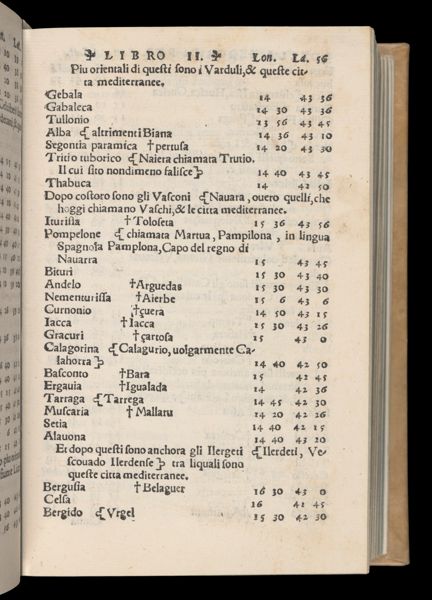 LIBRO II. Lon. La. 56
Piu orientali di questi sono i Varduli,& queste cit⸗
ta mediterranee.
Gebala 14 43 36
Gabaleca 14 30 43 36
Tullonio 13 56 43 45
Alba {altrimenti Biana 14 36 43 10
Segontia paramica †pertusa 14 20 43 30
Tritio tuborico {Naiera chiamata Trutio.
Il cui sito nondimeno falisce} 14 40 43 45
Thabuca 14 42 50
Dopo costoro sono gli Vasconi {Nauara, ouero quelli, che
hoggi chiamano Vaschi,& le citta mediterranee.
Iturissa †Tolosera 15 36 43 56
Pompelone {chiamata Martua, Pampilona, in lingua
Spagnola Pamplona, Capo del regno di
Nauarra 15 43 45
Bituri 15 30 43 40
Andelo †Arguedas 15 30 43 30
Nementurissa †Aierbe 15 6 43 6
Curnonio †çuera 14 50 43 15
Iacca †Iacca 15 30 43 26
Gracuri †çartosa 15 43 0
Calagorina {Calagurio, uolgarmente Ca⸗
lahorra} 14 40 42 50
Basconto †Bara 15 42 45
Ergauia †Igualada 14 42 36
Tarraga {Tarrega 14 45 42 30
Muscaria †Mallaru 14 20 42 26
Setia 14 40 42 15
Alauona 14 40 43 20
Et dopo questi sono anchora gli Ilergeti {Ilerdeti, Ve⸗
scouado Ilerdense} tra liquali sono
queste citta mediterranee.
Bergusia †Belaguer 16 30 43 0
Celsa 16 41 45
Bergido {Vrgel 15 30 42 30